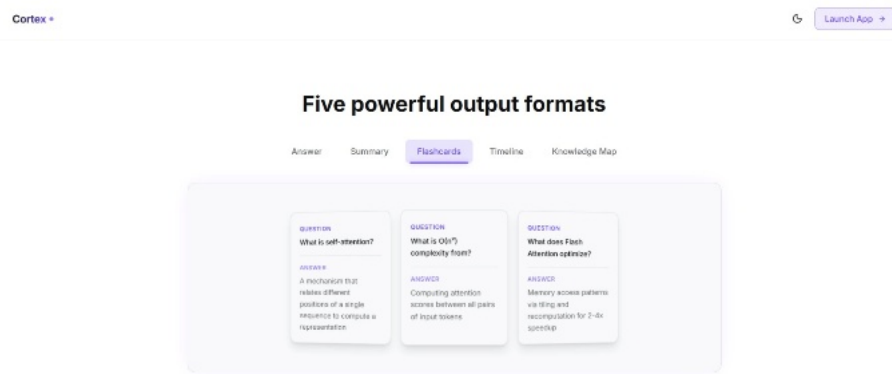 Cortex
Launch App →
Five powerful output formats
Answer Summary Flashcards Timeline Knowledge Map
QUESTION
What is self-attention?
ANSWER
A mechanism that
relates different
positions of a single
sequence to compute a
representation
QUESTION
What is O(n²)
complexity from?
ANSWER
Computing attention
scores between all pairs
of input tokens
QUESTION
What does Flash
Attention optimize?
ANSWER
Memory access patterns
via tiling and
recomputation for 2-4x
speedup